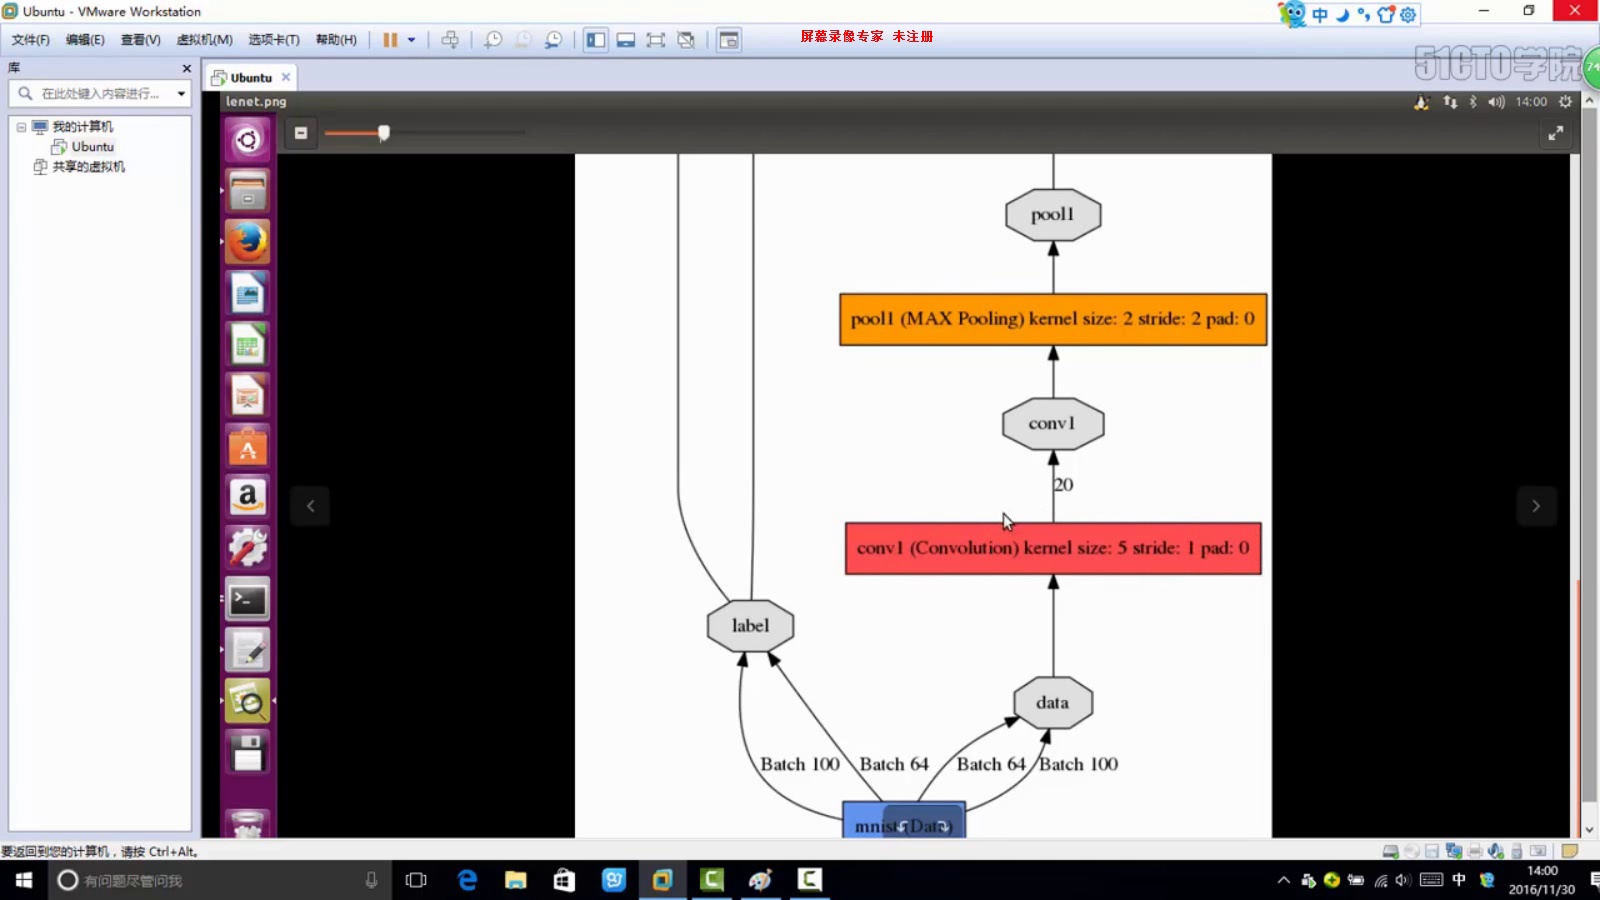 Ubuntu - VMware Workstation
中
文件(F) 编辑(E) 查看(V) 虚拟机(M) 选项卡(T) 帮助(H)
屏幕录像专家 未注册
51CTO学院
74
库
Ubuntu
在此处键入内容进行...
lenet.png
14:00
我的计算机
Ubuntu
共享的虚拟机
pool1
pool1 (MAX Pooling) kernel size: 2 stride: 2 pad: 0
conv1
20
conv1 (Convolution) kernel size: 5 stride: 1 pad: 0
label
data
Batch 100
Batch 64
Batch 64
Batch 100
mnist (Data)
要返回到您的计算机，请按 Ctrl+Alt。
有问题尽管问我
中
14:00
2016/11/30